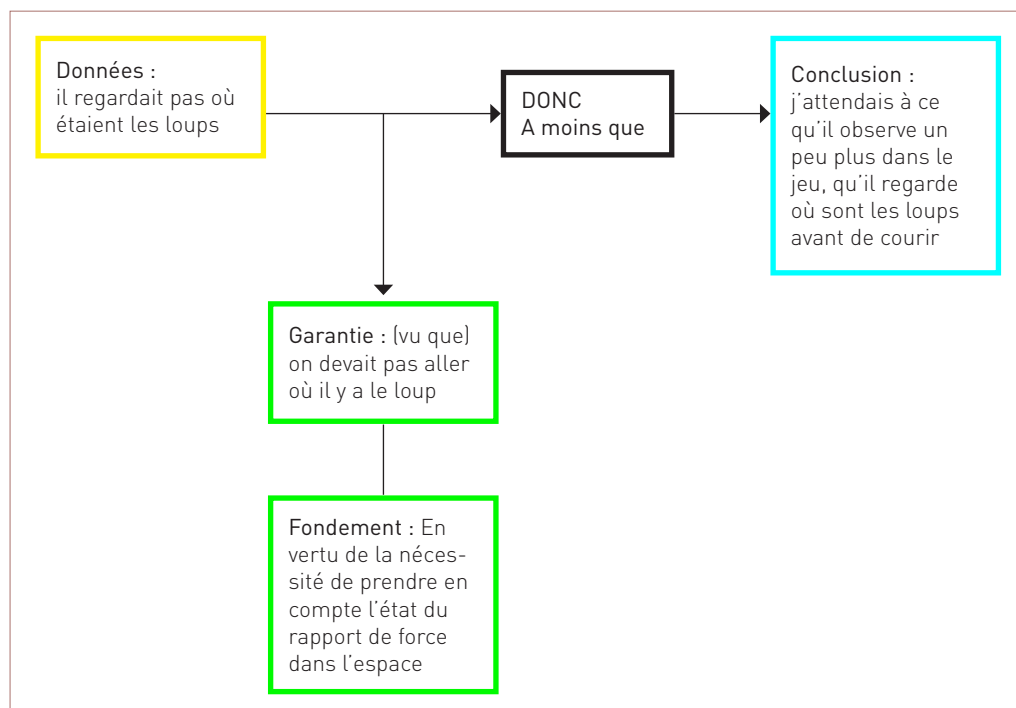 Données :
il regardait pas où
étaient les loups
DONC
A moins que
Conclusion :
j’attendais à ce
qu’il observe un
peu plus dans le
jeu, qu’il regarde
où sont les loups
avant de courir
Garantie : (vu que)
on devait pas aller
où il y a le loup
Fondement : En
vertu de la néces-
sité de prendre en
compte l’état du
rapport de force
dans l’espace